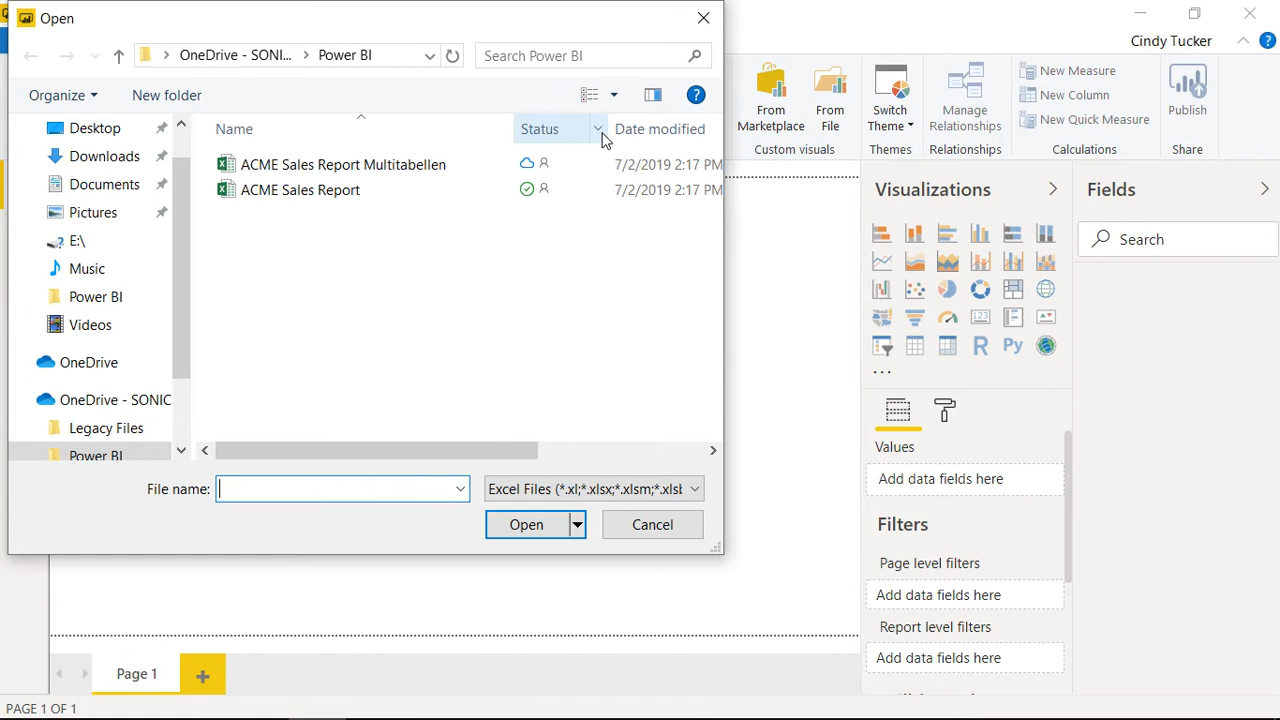 Open
OneDrive - SONI... Power BI
Search Power BI
Organize New folder
Desktop
Downloads
Documents
Pictures
E:\
Music
Power BI
Videos
OneDrive
OneDrive - SONIC
Legacy Files
Power BI
Name Status Date modified
ACME Sales Report Multitabellen 7/2/2019 2:17 PM
ACME Sales Report 7/2/2019 2:17 PM
File name: Excel Files (*.xl;*.xlsx;*.xlsm;*.xlsb
Open Cancel
Cindy Tucker
From
Marketplace
From
File
Custom visuals
Switch
Theme
Themes
Manage
Relationships
Relationships
New Measure
New Column
New Quick Measure
Calculations
Publish
Share
Visualizations
123
R Py
...
Values
Add data fields here
Filters
Page level filters
Add data fields here
Report level filters
Add data fields here
Fields
Search
Page 1
PAGE 1 OF 1